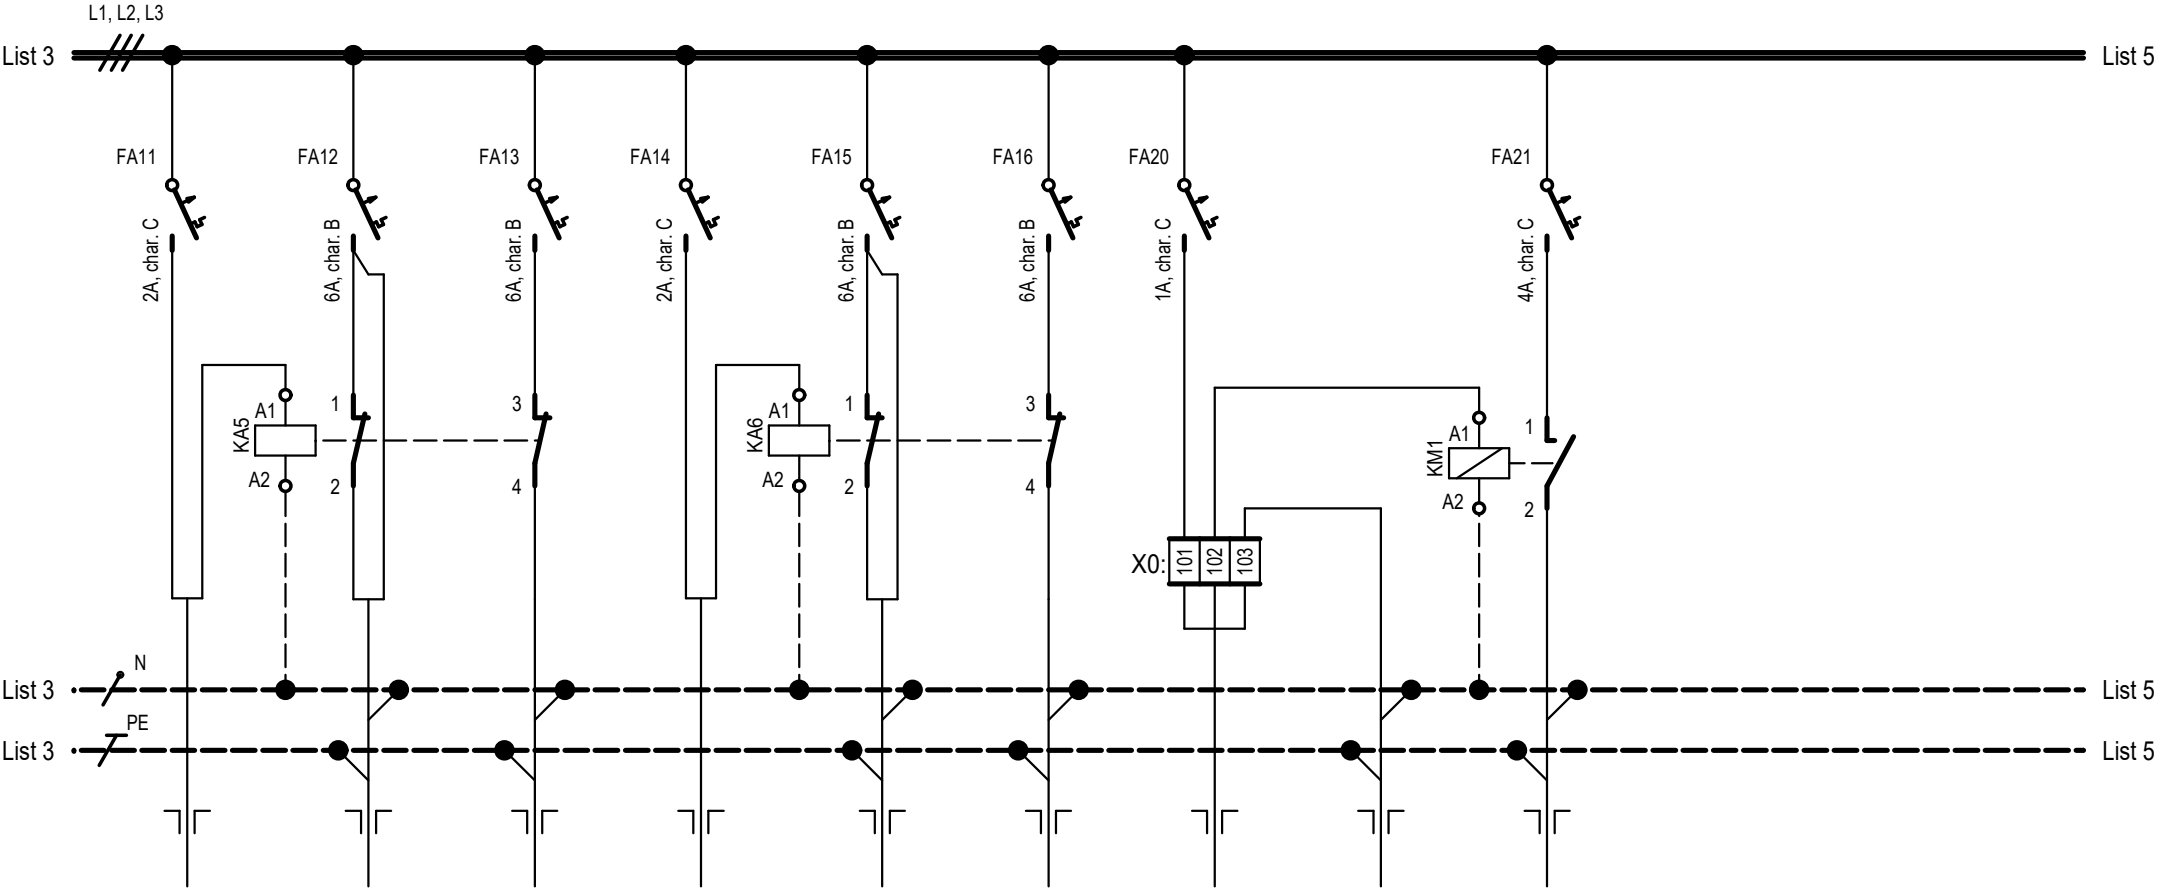 L1, L2, L3
List 3
List 5
FA11
FA12
FA13
FA14
FA15
FA16
FA20
FA21
2A, char. C
6A, char. B
6A, char. B
2A, char. C
6A, char. B
6A, char. B
1A, char. C
4A, char. C
A1
KA5
A2
1
2
3
4
A1
KA6
A2
1
2
3
4
A1
KM1
A2
1
2
X0:
101
102
103
N
List 3
List 5
PE
List 3
List 5